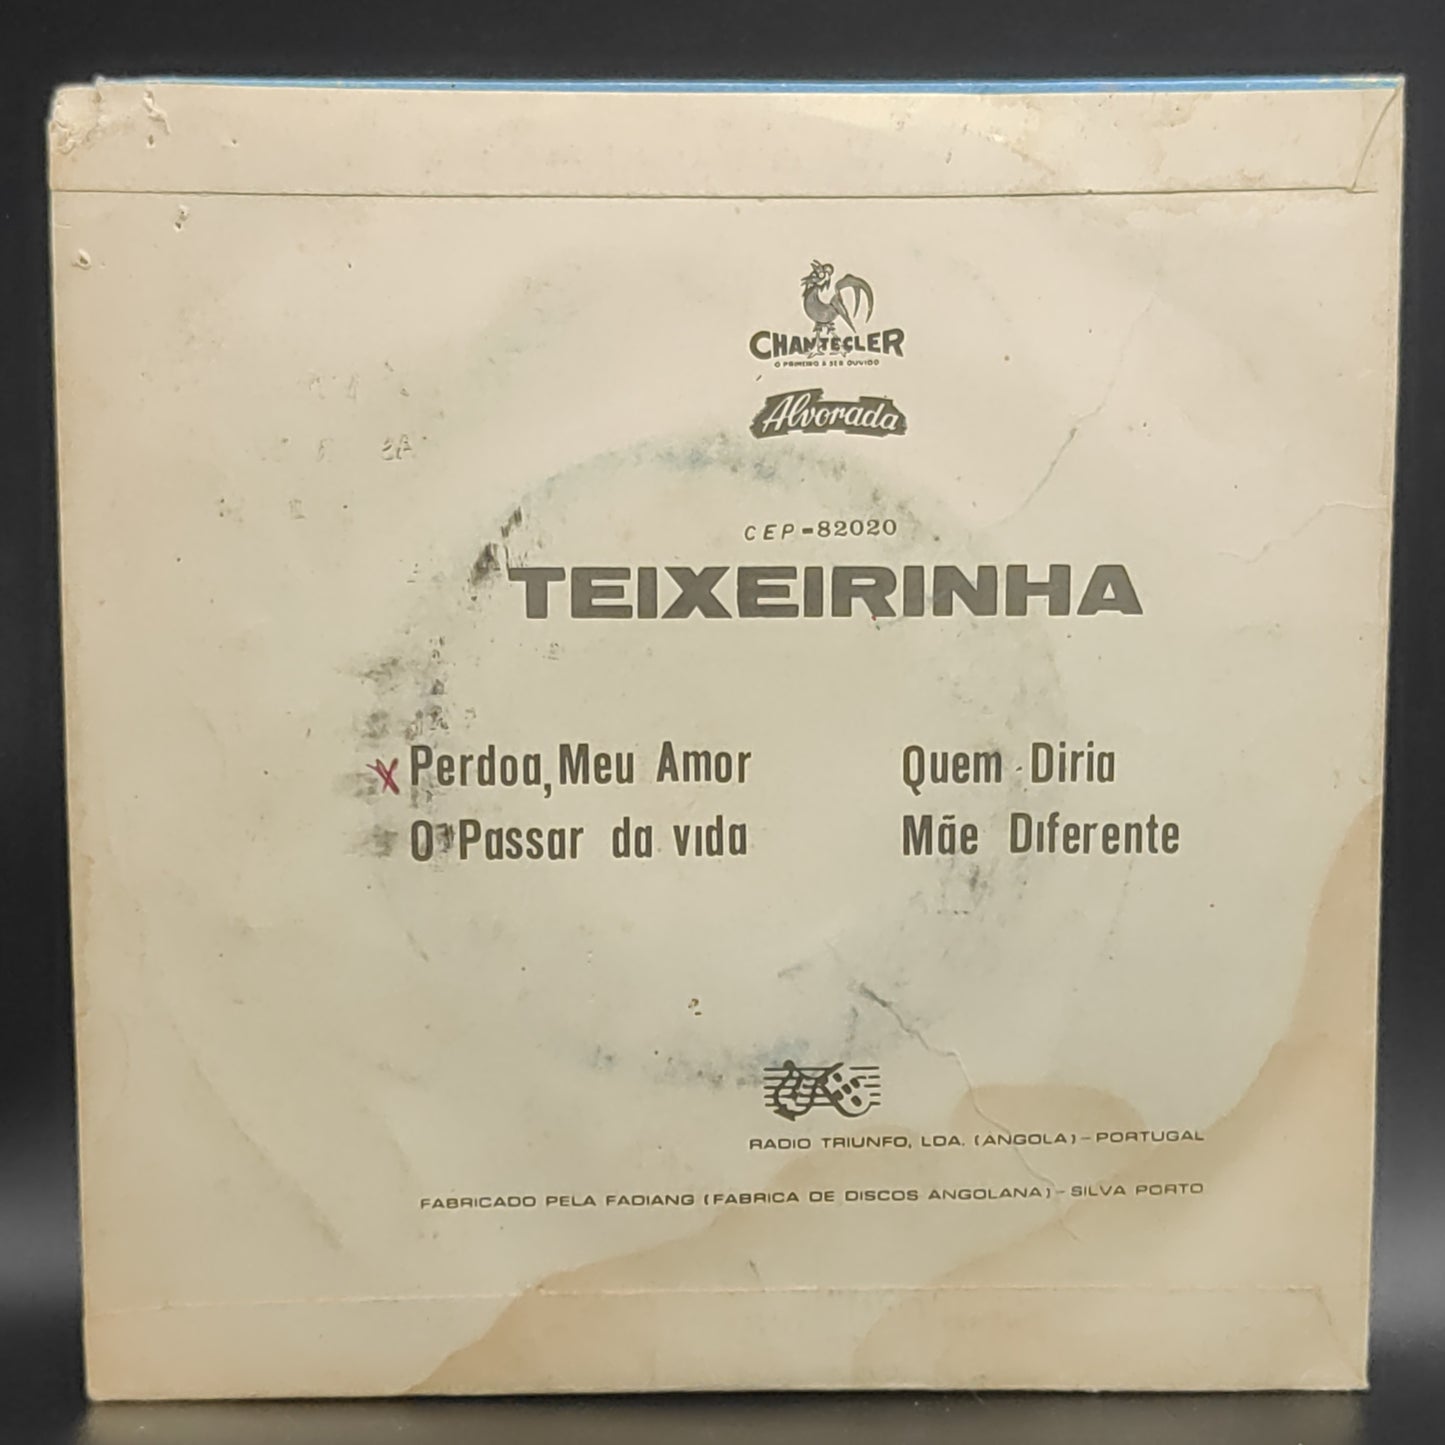 CHANTECLER
O PRIMEIRO A SER OUVIDO
Alvorada
CEP-82020
TEIXEIRINHA
Perdoa, Meu Amor
O Passar da vida
Quem Diria
Mãe Diferente
RADIO TRIUNFO, LDA. (ANGOLA) - PORTUGAL
FABRICADO PELA FADIANG (FABRICA DE DISCOS ANGOLANA) - SILVA PORTO